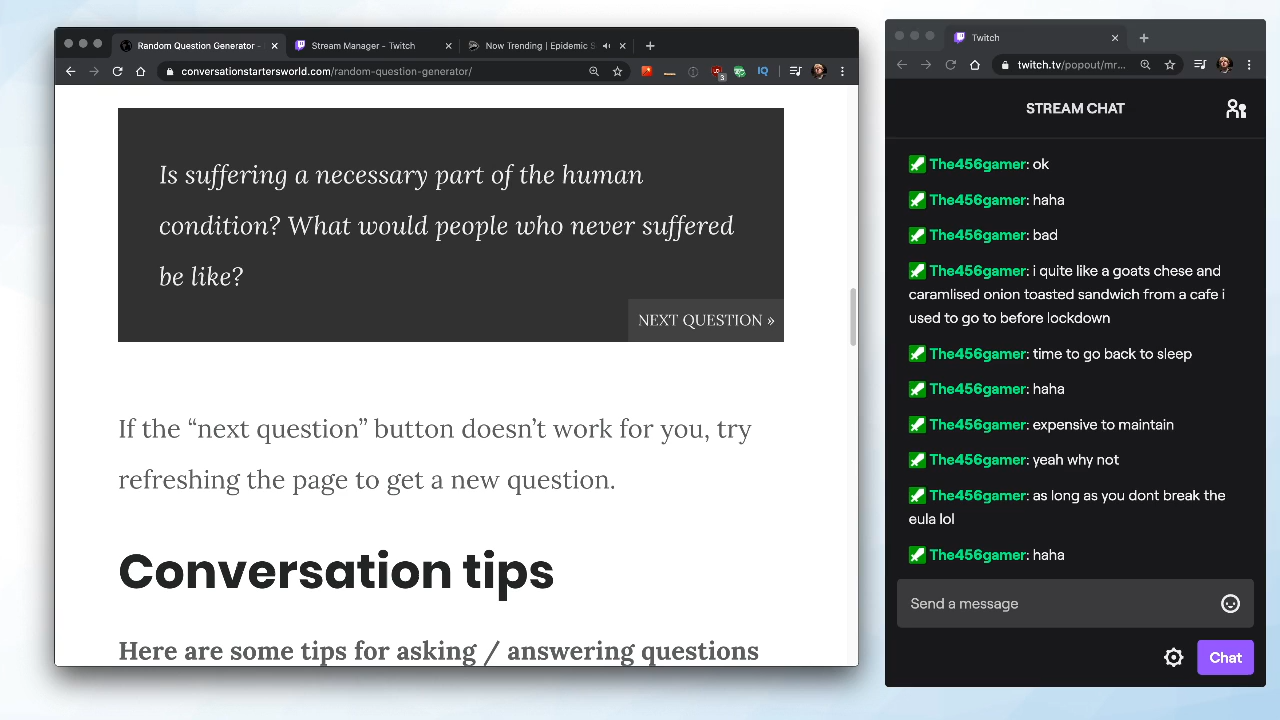 Random Question Generator -
Stream Manager - Twitch
Now Trending | Epidemic S
conversationstartersworld.com/random-question-generator/
3
Is suffering a necessary part of the human
condition? What would people who never suffered
be like?
NEXT QUESTION »
If the “next question” button doesn’t work for you, try
refreshing the page to get a new question.
Conversation tips
Here are some tips for asking / answering questions
Twitch
twitch.tv/popout/mr...
STREAM CHAT
The456gamer: ok
The456gamer: haha
The456gamer: bad
The456gamer: i quite like a goats chese and
caramlised onion toasted sandwich from a cafe i
used to go to before lockdown
The456gamer: time to go back to sleep
The456gamer: haha
The456gamer: expensive to maintain
The456gamer: yeah why not
The456gamer: as long as you dont break the
eula lol
The456gamer: haha
Send a message
Chat